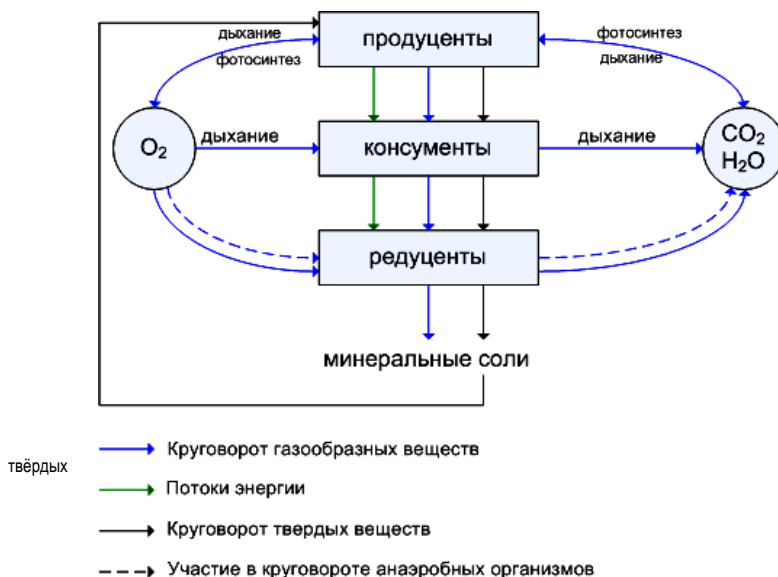 дыхание
продуценты
фотосинтез
фотосинтез
дыхание
O₂
дыхание
консументы
дыхание
CO₂
H₂O
редуценты
минеральные соли
Круговорот газообразных веществ
твёрдых
Потоки энергии
Круговорот твердых веществ
Участие в круговороте анаэробных организмов